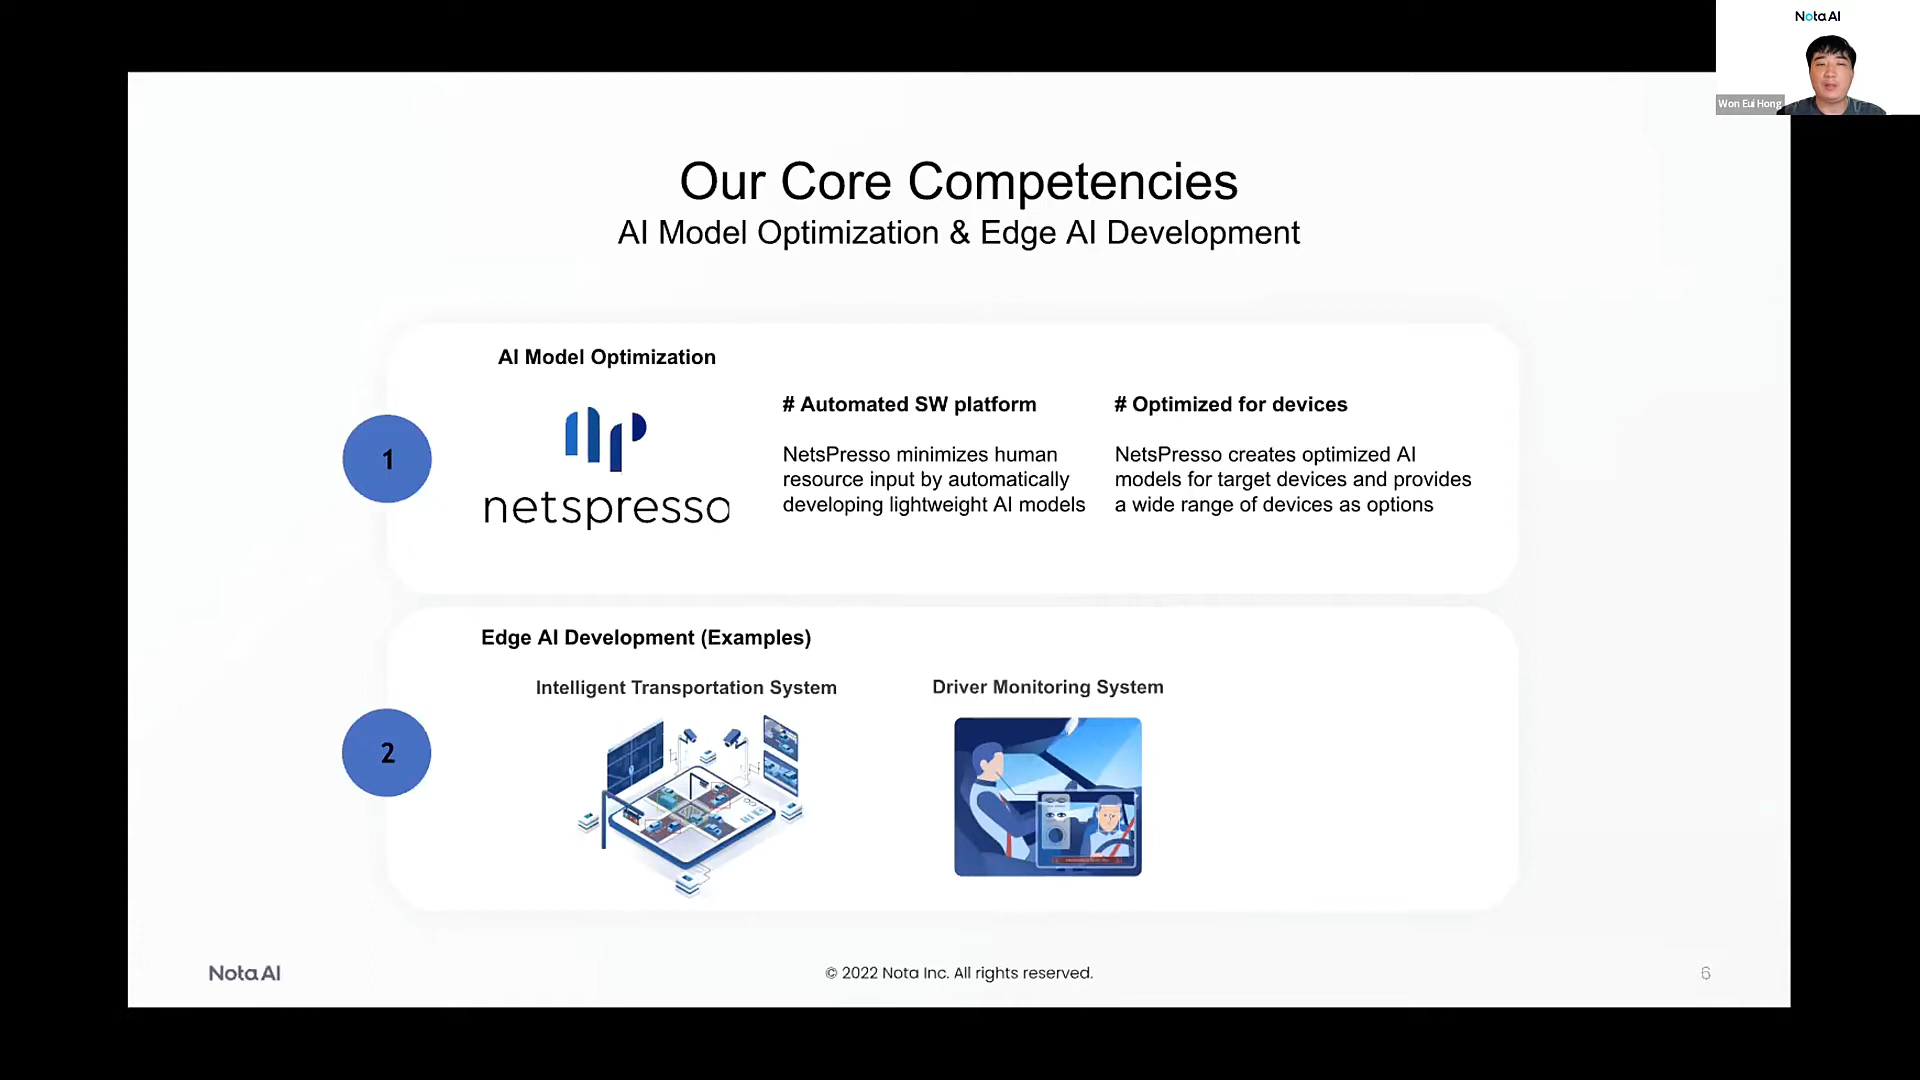 Nota AI
Won Eui Hong
Our Core Competencies
AI Model Optimization & Edge AI Development
1
AI Model Optimization
netspresso
# Automated SW platform
NetsPresso minimizes human
resource input by automatically
developing lightweight AI models
# Optimized for devices
NetsPresso creates optimized AI
models for target devices and provides
a wide range of devices as options
2
Edge AI Development (Examples)
Intelligent Transportation System
Driver Monitoring System
Nota AI
© 2022 Nota Inc. All rights reserved.
6